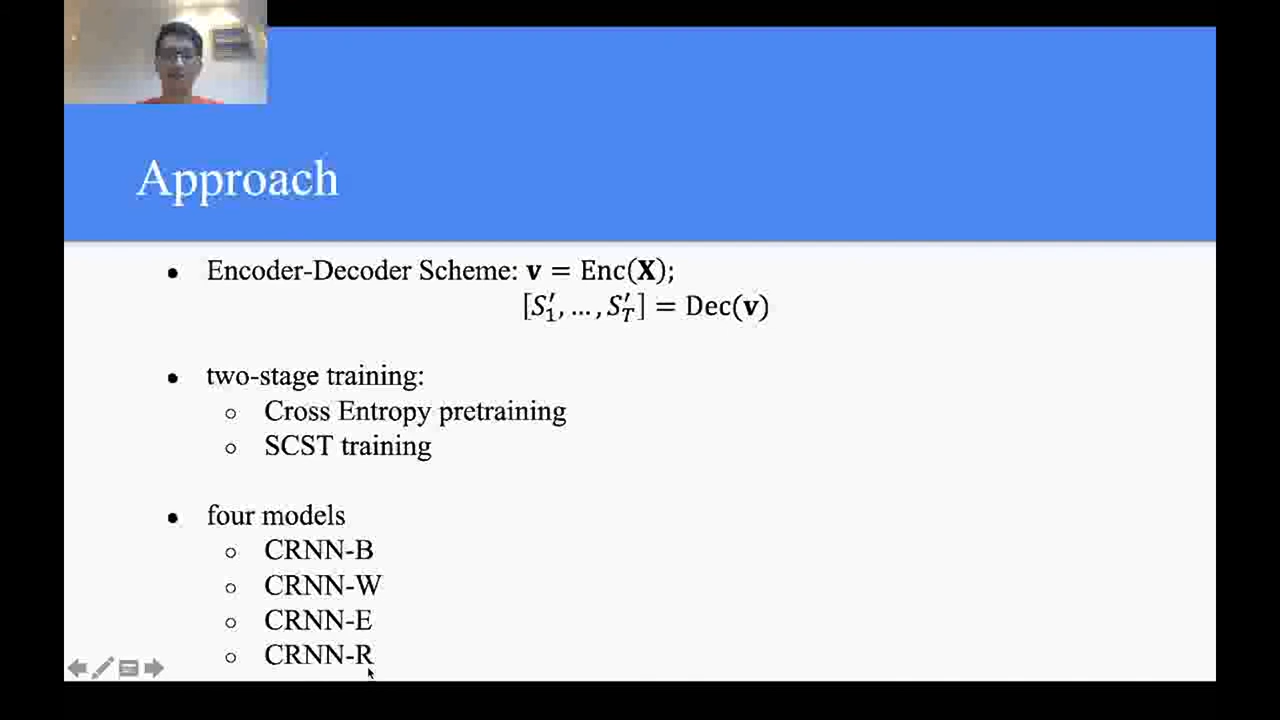 Approach
● Encoder-Decoder Scheme: 𝐯 = Enc(𝐗);
[S′₁, … , S′_T] = Dec(𝐯)
● two-stage training:
○ Cross Entropy pretraining
○ SCST training
● four models
○ CRNN-B
○ CRNN-W
○ CRNN-E
○ CRNN-R